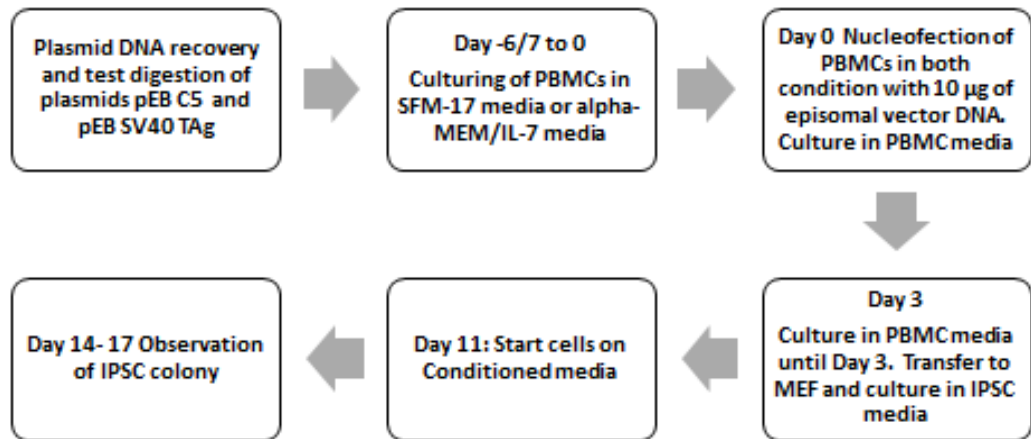 Plasmid DNA recovery
and test digestion of
plasmids pEB C5 and
pEB SV40 TAg
Day -6/7 to 0
Culturing of PBMCs in
SFM-17 media or alpha-
MEM/IL-7 media
Day 0 Nucleofection of
PBMCs in both
condition with 10 µg of
episomal vector DNA.
Culture in PBMC media
Day 3
Culture in PBMC media
until Day 3. Transfer to
MEF and culture in IPSC
media
Day 11: Start cells on
Conditioned media
Day 14- 17 Observation
of IPSC colony